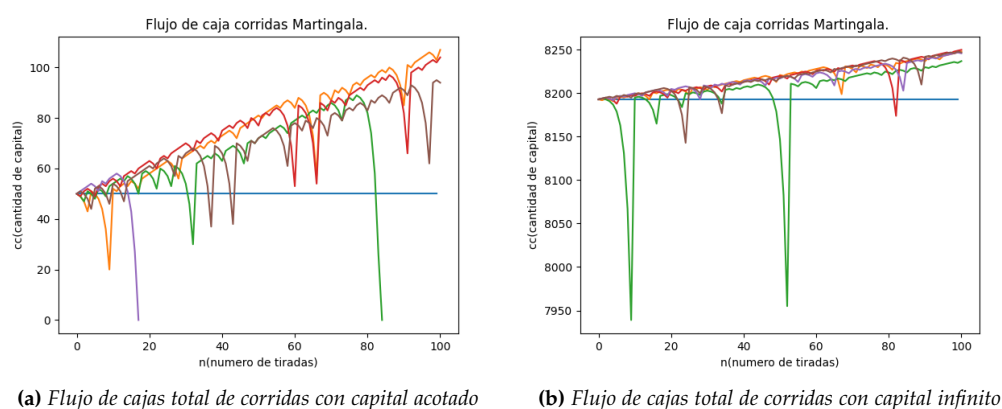 Flujo de caja corridas Martingala.
cc(cantidad de capital)
100
80
60
40
20
0
0 20 40 60 80 100
n(numero de tiradas)
(a) Flujo de cajas total de corridas con capital acotado
Flujo de caja corridas Martingala.
cc(cantidad de capital)
8250
8200
8150
8100
8050
8000
7950
0 20 40 60 80 100
n(numero de tiradas)
(b) Flujo de cajas total de corridas con capital infinito